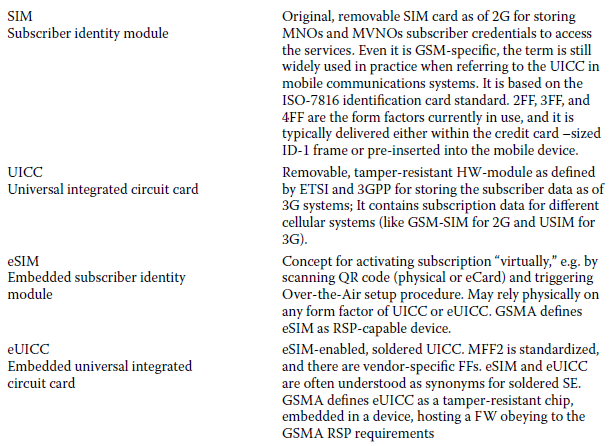 SIM
Subscriber identity module
Original, removable SIM card as of 2G for storing
MNOs and MVNOs subscriber credentials to access
the services. Even it is GSM-specific, the term is still
widely used in practice when referring to the UICC in
mobile communications systems. It is based on the
ISO-7816 identification card standard. 2FF, 3FF, and
4FF are the form factors currently in use, and it is
typically delivered either within the credit card –sized
ID-1 frame or pre-inserted into the mobile device.
UICC
Universal integrated circuit card
Removable, tamper-resistant HW-module as defined
by ETSI and 3GPP for storing the subscriber data as of
3G systems; It contains subscription data for different
cellular systems (like GSM-SIM for 2G and USIM for
3G).
eSIM
Embedded subscriber identity
module
Concept for activating subscription “virtually,” e.g. by
scanning QR code (physical or eCard) and triggering
Over-the-Air setup procedure. May rely physically on
any form factor of UICC or eUICC. GSMA defines
eSIM as RSP-capable device.
eUICC
Embedded universal integrated
circuit card
eSIM-enabled, soldered UICC. MFF2 is standardized,
and there are vendor-specific FFs. eSIM and eUICC
are often understood as synonyms for soldered SE.
GSMA defines eUICC as a tamper-resistant chip,
embedded in a device, hosting a FW obeying to the
GSMA RSP requirements